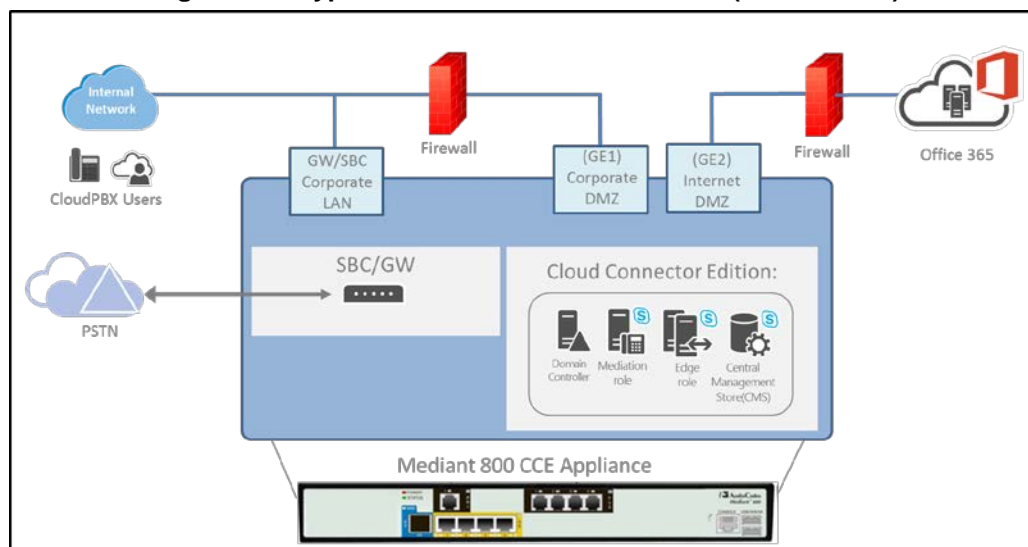 Internal
Network
CloudPBX Users
PSTN
Firewall
GW/SBC
Corporate
LAN
(GE1)
Corporate
DMZ
(GE2)
Internet
DMZ
Firewall
Office 365
SBC/GW
Cloud Connector Edition:
Domain
Controller
Mediation
role
Edge
role
Central
Management
Store(CMS)
Mediant 800 CCE Appliance
AudioCodes
CONSOLE